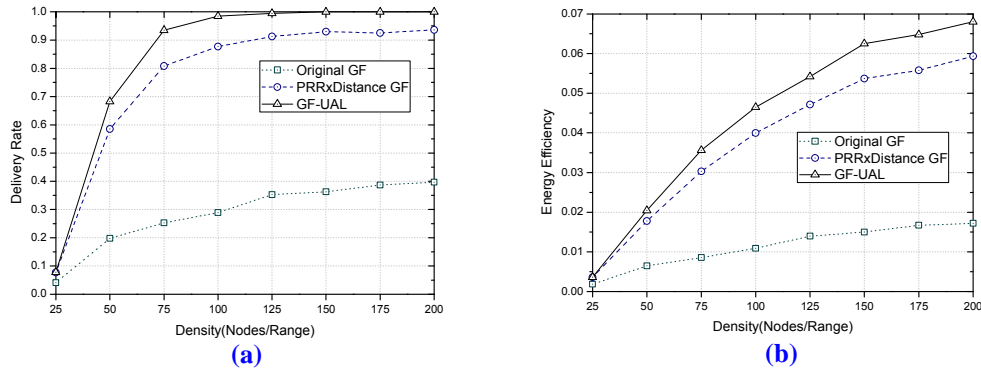 1.0
0.9
0.8
0.7
0.6
0.5
0.4
0.3
0.2
0.1
0.0
Delivery Rate
Original GF
PRRxDistance GF
GF-UAL
25 50 75 100 125 150 175 200
Density(Nodes/Range)
(a)
0.07
0.06
0.05
0.04
0.03
0.02
0.01
0.00
Energy Efficiency
Original GF
PRRxDistance GF
GF-UAL
25 50 75 100 125 150 175 200
Density(Nodes/Range)
(b)